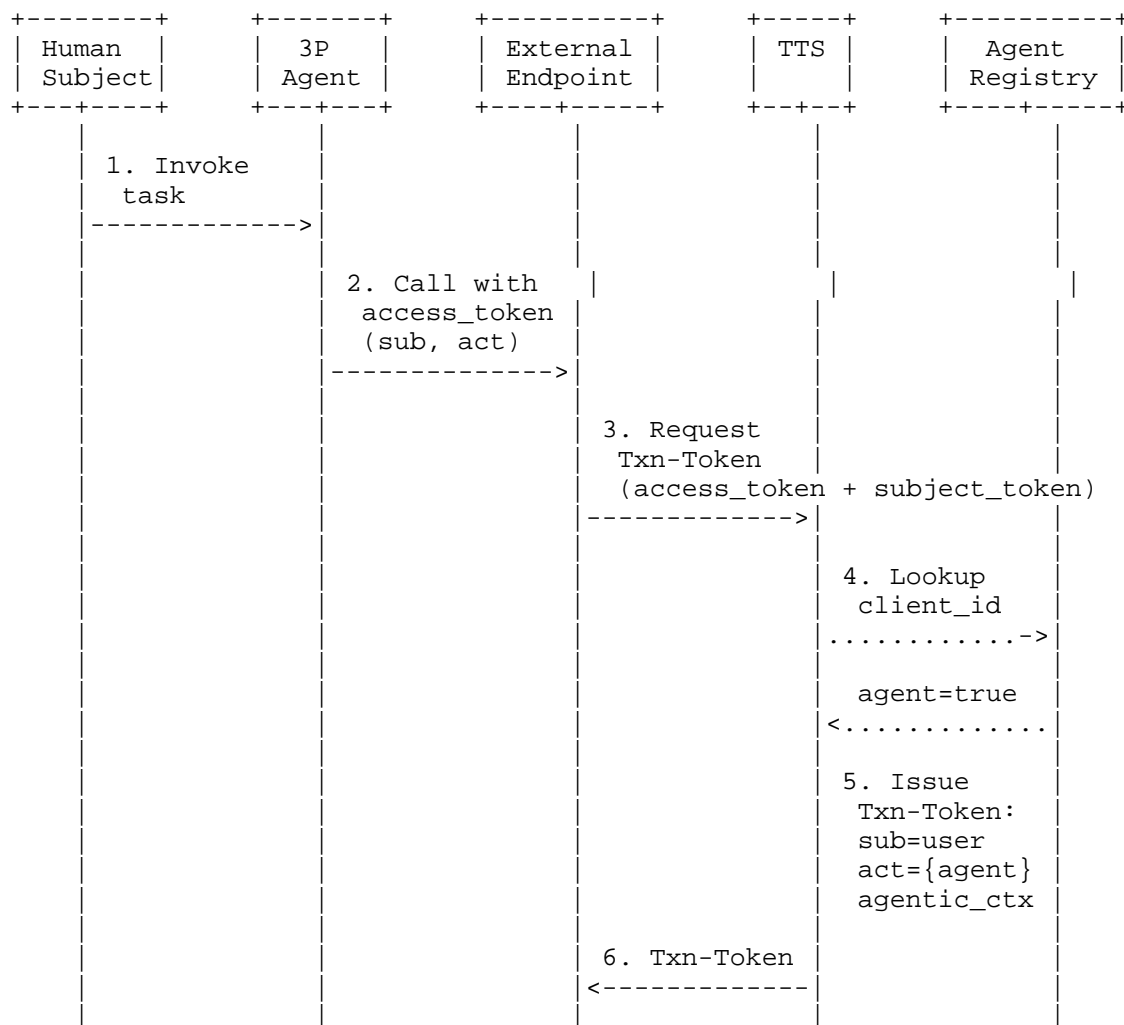 Human 3P External TTS Agent
Subject Agent Endpoint Registry
1. Invoke
task
2. Call with
access_token
(sub, act)
3. Request
Txn-Token
(access_token + subject_token)
4. Lookup
client_id
agent=true
5. Issue
Txn-Token:
sub=user
act={agent}
agentic_ctx
6. Txn-Token